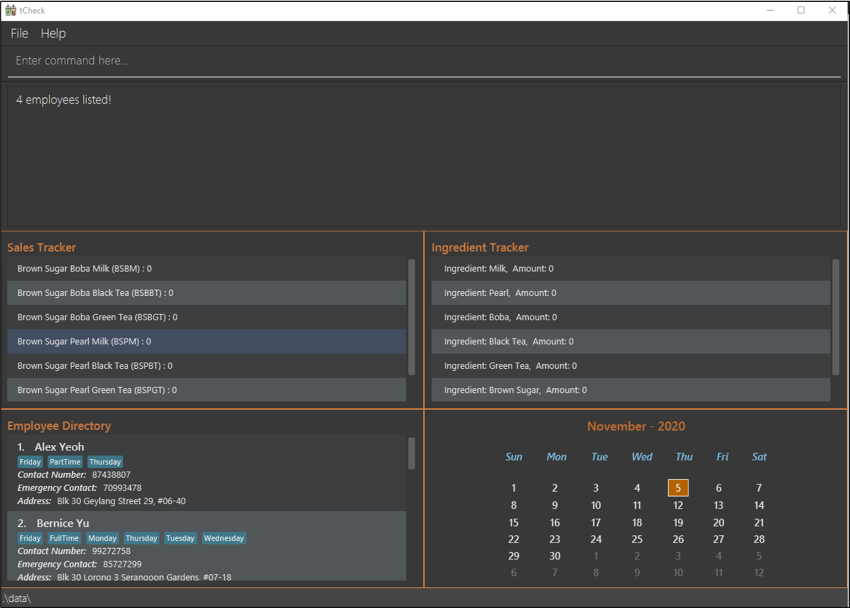 tCheck
File Help
Enter command here...
4 employees listed!
Sales Tracker
Brown Sugar Boba Milk (BSBM) : 0
Brown Sugar Boba Black Tea (BSBBT) : 0
Brown Sugar Boba Green Tea (BSBGT) : 0
Brown Sugar Pearl Milk (BSPM) : 0
Brown Sugar Pearl Black Tea (BSPBT) : 0
Brown Sugar Pearl Green Tea (BSPGT) : 0
Ingredient Tracker
Ingredient: Milk, Amount: 0
Ingredient: Pearl, Amount: 0
Ingredient: Boba, Amount: 0
Ingredient: Black Tea, Amount: 0
Ingredient: Green Tea, Amount: 0
Ingredient: Brown Sugar, Amount: 0
Employee Directory
1. Alex Yeoh
Friday PartTime Thursday
Contact Number: 87438807
Emergency Contact: 70993478
Address: Blk 30 Geylang Street 29, #06-40
2. Bernice Yu
Friday FullTime Monday Thursday Tuesday Wednesday
Contact Number: 99272758
Emergency Contact: 85727299
Address: Blk 30 Lorong 3 Serangoon Gardens, #07-18
November - 2020
Sun Mon Tue Wed Thu Fri Sat
1 2 3 4 5 6 7
8 9 10 11 12 13 14
15 16 17 18 19 20 21
22 23 24 25 26 27 28
29 30 1 2 3 4 5
6 7 8 9 10 11 12
.\data\